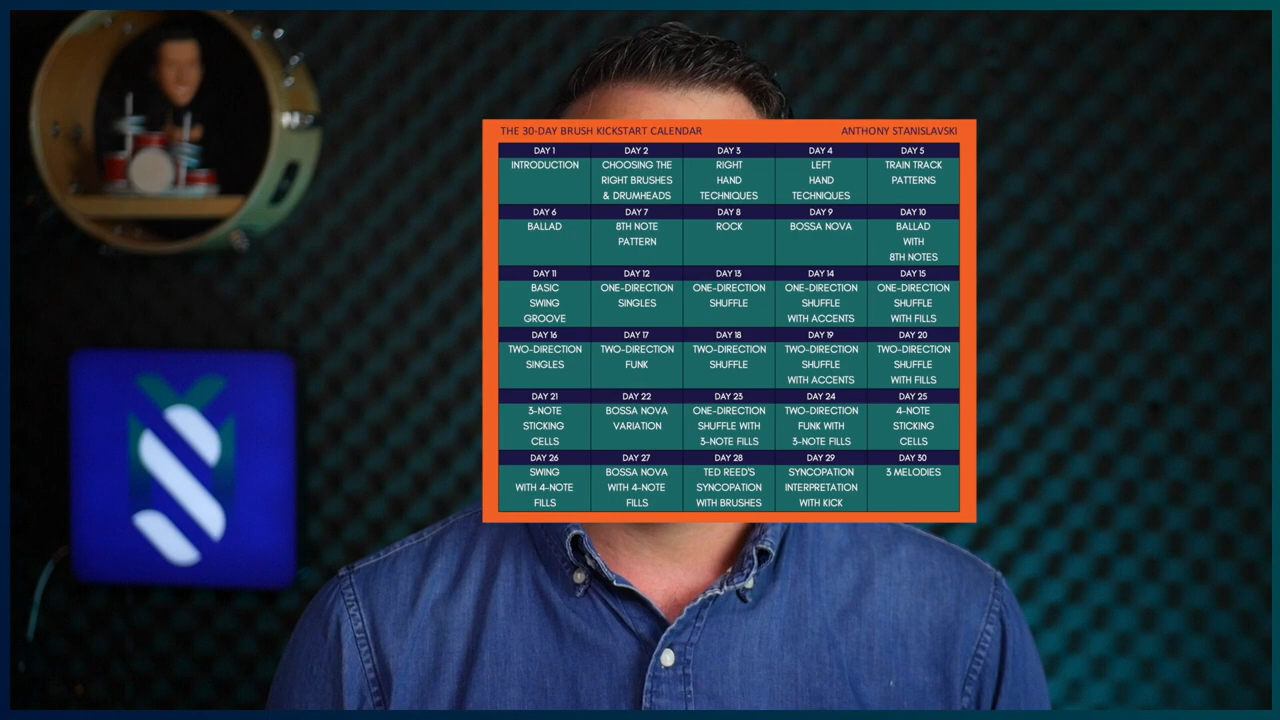 THE 30-DAY BRUSH KICKSTART CALENDAR
ANTHONY STANISLAVSKI
DAY 1
INTRODUCTION
DAY 2
CHOOSING THE
RIGHT BRUSHES
& DRUMHEADS
DAY 3
RIGHT
HAND
TECHNIQUES
DAY 4
LEFT
HAND
TECHNIQUES
DAY 5
TRAIN TRACK
PATTERNS
DAY 6
BALLAD
DAY 7
8TH NOTE
PATTERN
DAY 8
ROCK
DAY 9
BOSSA NOVA
DAY 10
BALLAD
WITH
8TH NOTES
DAY 11
BASIC
SWING
GROOVE
DAY 12
ONE-DIRECTION
SINGLES
DAY 13
ONE-DIRECTION
SHUFFLE
DAY 14
ONE-DIRECTION
SHUFFLE
WITH ACCENTS
DAY 15
ONE-DIRECTION
SHUFFLE
WITH FILLS
DAY 16
TWO-DIRECTION
SINGLES
DAY 17
TWO-DIRECTION
FUNK
DAY 18
TWO-DIRECTION
SHUFFLE
DAY 19
TWO-DIRECTION
SHUFFLE
WITH ACCENTS
DAY 20
TWO-DIRECTION
SHUFFLE
WITH FILLS
DAY 21
3-NOTE
STICKING
CELLS
DAY 22
BOSSA NOVA
VARIATION
DAY 23
ONE-DIRECTION
SHUFFLE WITH
3-NOTE FILLS
DAY 24
TWO-DIRECTION
FUNK WITH
3-NOTE FILLS
DAY 25
4-NOTE
STICKING
CELLS
DAY 26
SWING
WITH 4-NOTE
FILLS
DAY 27
BOSSA NOVA
WITH 4-NOTE
FILLS
DAY 28
TED REED'S
SYNCOPATION
WITH BRUSHES
DAY 29
SYNCOPATION
INTERPRETATION
WITH KICK
DAY 30
3 MELODIES